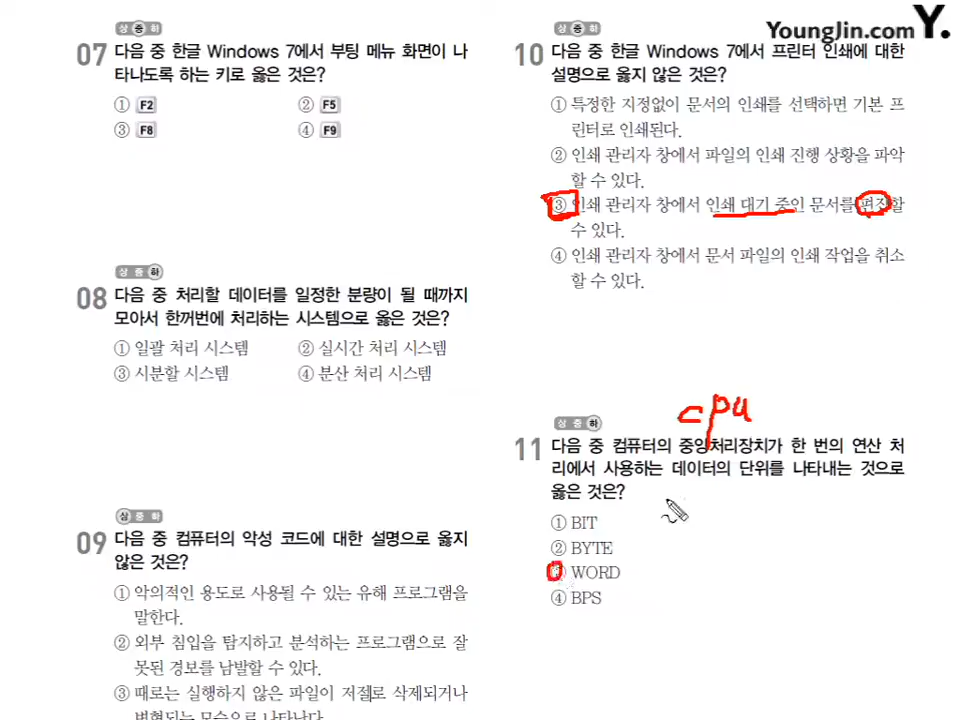 상 중 하
07 다음 중 한글 Windows 7에서 부팅 메뉴 화면이 나
타나도록 하는 키로 옳은 것은?
① F2 ② F5
③ F8 ④ F9
상 중 하
08 다음 중 처리할 데이터를 일정한 분량이 될 때까지
모아서 한꺼번에 처리하는 시스템으로 옳은 것은?
① 일괄 처리 시스템 ② 실시간 처리 시스템
③ 시분할 시스템 ④ 분산 처리 시스템
상 중 하
09 다음 중 컴퓨터의 악성 코드에 대한 설명으로 옳지
않은 것은?
① 악의적인 용도로 사용될 수 있는 유해 프로그램을
말한다.
② 외부 침입을 탐지하고 분석하는 프로그램으로 잘
못된 경보를 남발할 수 있다.
③ 때로는 실행하지 않은 파일이 저절로 삭제되거나
변형되는 모습으로 나타난다.
YoungJin.com Y.
상 중 하
10 다음 중 한글 Windows 7에서 프린터 인쇄에 대한
설명으로 옳지 않은 것은?
① 특정한 지정없이 문서의 인쇄를 선택하면 기본 프
린터로 인쇄된다.
② 인쇄 관리자 창에서 파일의 인쇄 진행 상황을 파악
할 수 있다.
③ 인쇄 관리자 창에서 인쇄 대기 중인 문서를 편집할
수 있다.
④ 인쇄 관리자 창에서 문서 파일의 인쇄 작업을 취소
할 수 있다.
cpu
상 중 하
11 다음 중 컴퓨터의 중앙처리장치가 한 번의 연산 처
리에서 사용하는 데이터의 단위를 나타내는 것으로
옳은 것은?
① BIT
② BYTE
③ WORD
④ BPS